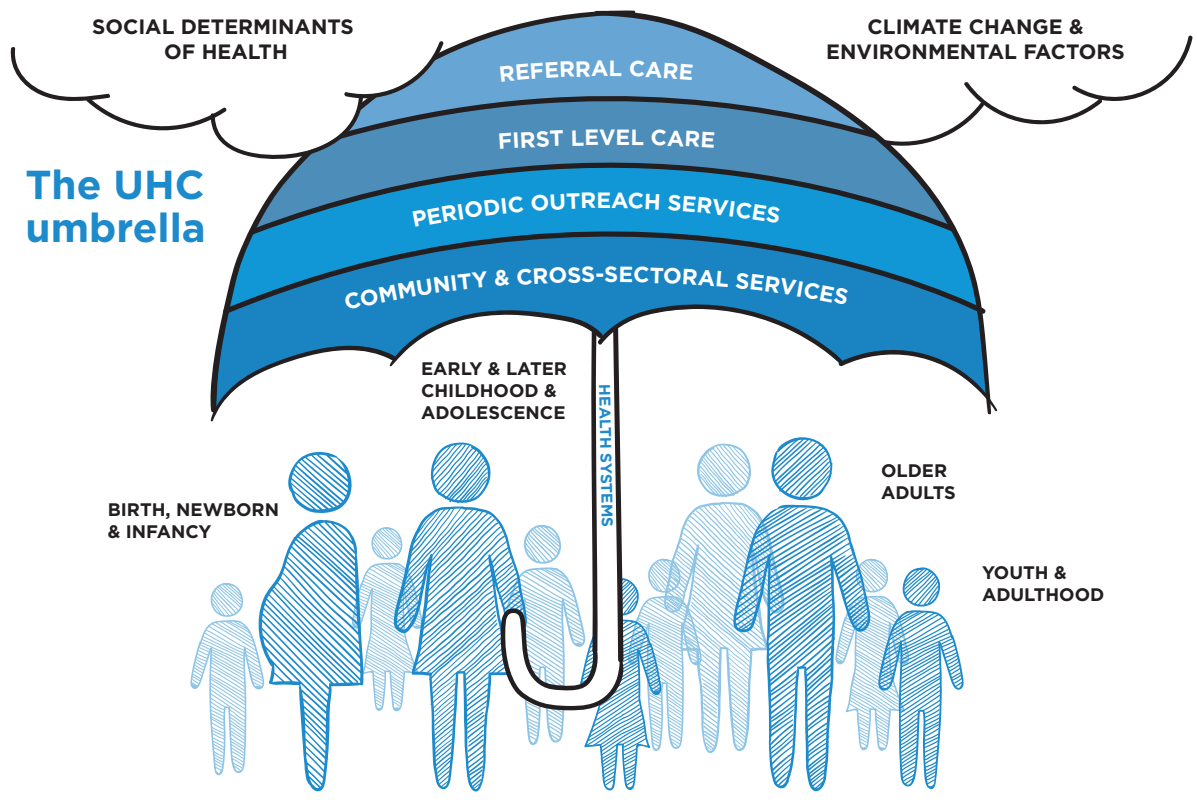 SOCIAL DETERMINANTS
OF HEALTH
CLIMATE CHANGE &
ENVIRONMENTAL FACTORS
REFERRAL CARE
FIRST LEVEL CARE
The UHC
umbrella
PERIODIC OUTREACH SERVICES
COMMUNITY & CROSS-SECTORAL SERVICES
EARLY & LATER
CHILDHOOD &
ADOLESCENCE
HEALTH SYSTEMS
OLDER
ADULTS
BIRTH, NEWBORN
& INFANCY
YOUTH &
ADULTHOOD